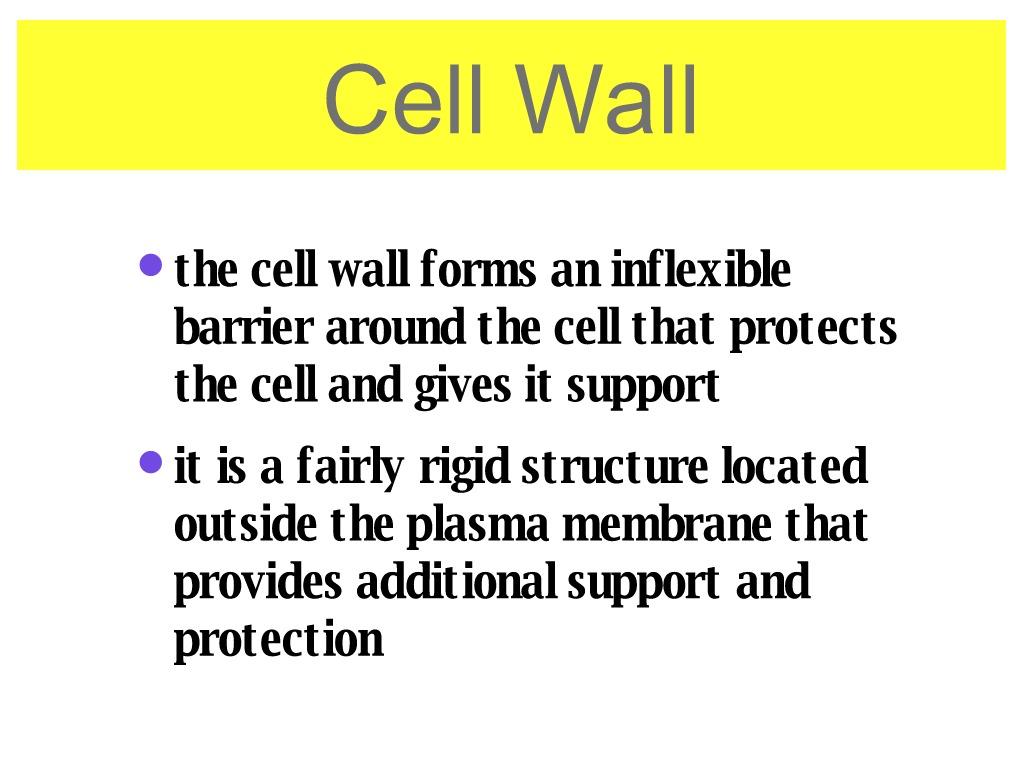 Cell Wall
the cell wall forms an inflexible
barrier around the cell that protects
the cell and gives it support
it is a fairly rigid structure located
outside the plasma membrane that
provides additional support and
protection